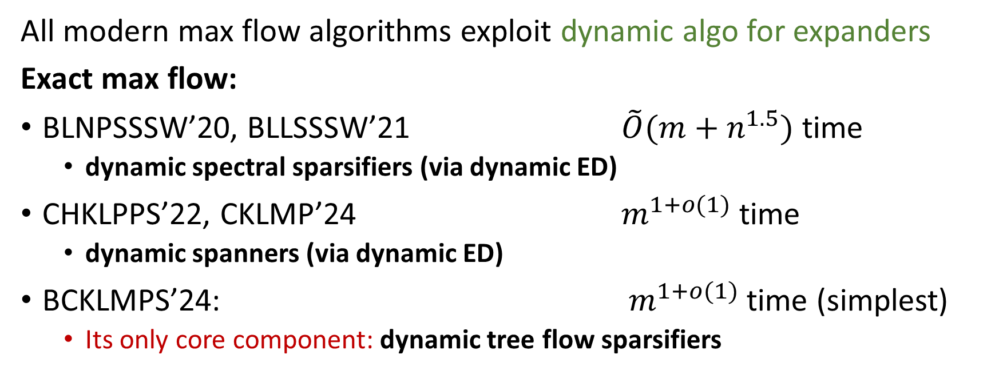 All modern max flow algorithms exploit dynamic algo for expanders
Exact max flow:
• BLNPSSSW’20, BLLSSSW’21 Õ(m + n^{1.5}) time
• dynamic spectral sparsifiers (via dynamic ED)
• CHKLPPS’22, CKLMP’24 m^{1+o(1)} time
• dynamic spanners (via dynamic ED)
• BCKLMPS’24: m^{1+o(1)} time (simplest)
• Its only core component: dynamic tree flow sparsifiers